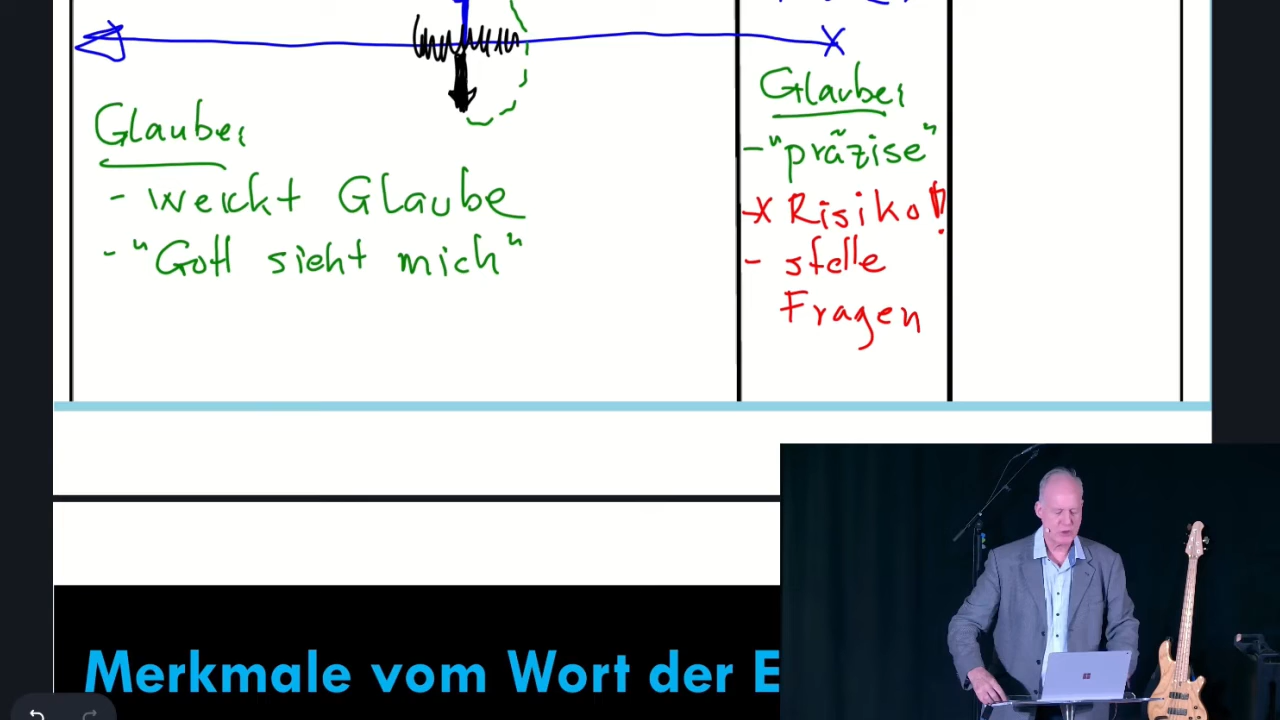 Glaube:
- weckt Glaube
- "Gott sieht mich"
Glaube:
- "präzise"
Risiko!
- stelle
Fragen
Merkmale vom Wort der E